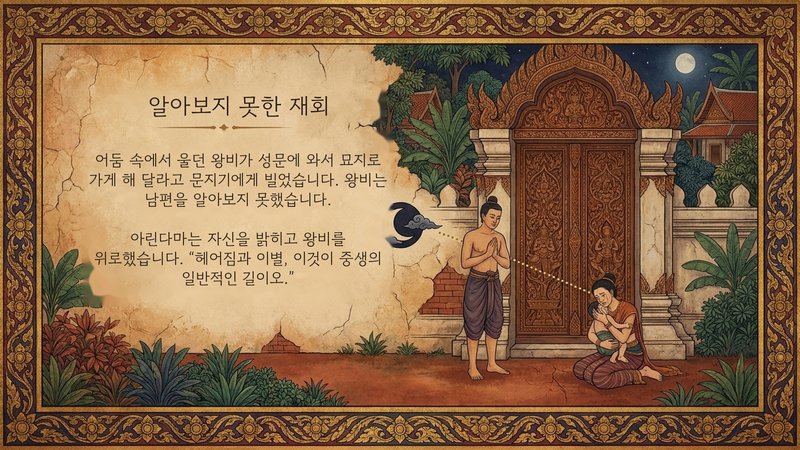 알아보지 못한 재회
어둠 속에서 울던 왕비가 성문에 와서 묘지로
가게 해 달라고 문지기에게 빌었습니다. 왕비는
남편을 알아보지 못했습니다.
아린다마는 자신을 밝히고 왕비를
위로했습니다. “헤어짐과 이별, 이것이 중생의
일반적인 길이오.”